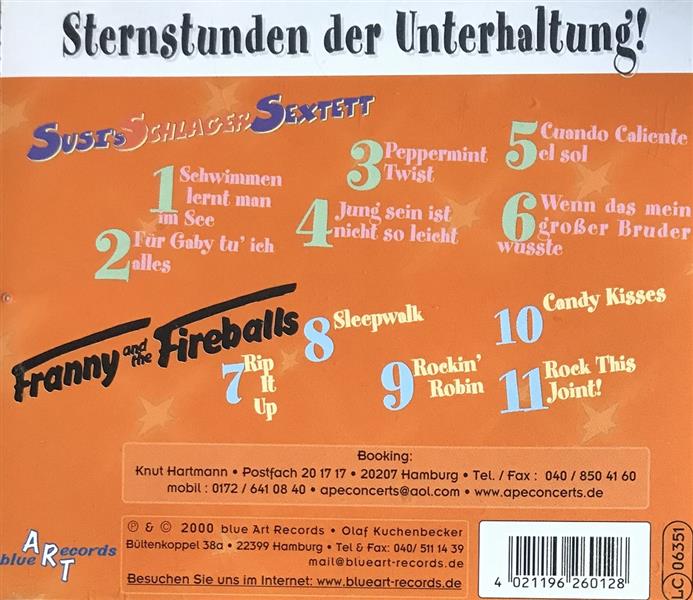 Sternstunden der Unterhaltung!
SUSI'S SCHLAGER SEXTETT
1 Schwimmen
lernt man
im See
2 Für Gaby tu' ich
alles
3 Peppermint
Twist
4 Jung sein ist
nicht so leicht
5 Cuando Caliente
el sol
6 Wenn das mein
großer Bruder
wüsste
Franny and the Fireballs
7 Rip
It
Up
8 Sleepwalk
9 Rockin'
Robin
10 Candy Kisses
11 Rock This
Joint!
Booking:
Knut Hartmann • Postfach 20 17 17 • 20207 Hamburg • Tel. / Fax : 040 / 850 41 60
mobil : 0172 / 641 08 40 • apeconcerts@aol.com • www.apeconcerts.de
blue ART Records
℗ & © 2000 blue Art Records • Olaf Kuchenbecker
Bültenkoppel 38a • 22399 Hamburg • Tel & Fax: 040/ 511 14 39
mail@blueart-records.de
Besuchen Sie uns im Internet: www.blueart-records.de
4 021196 260128
LC 06351